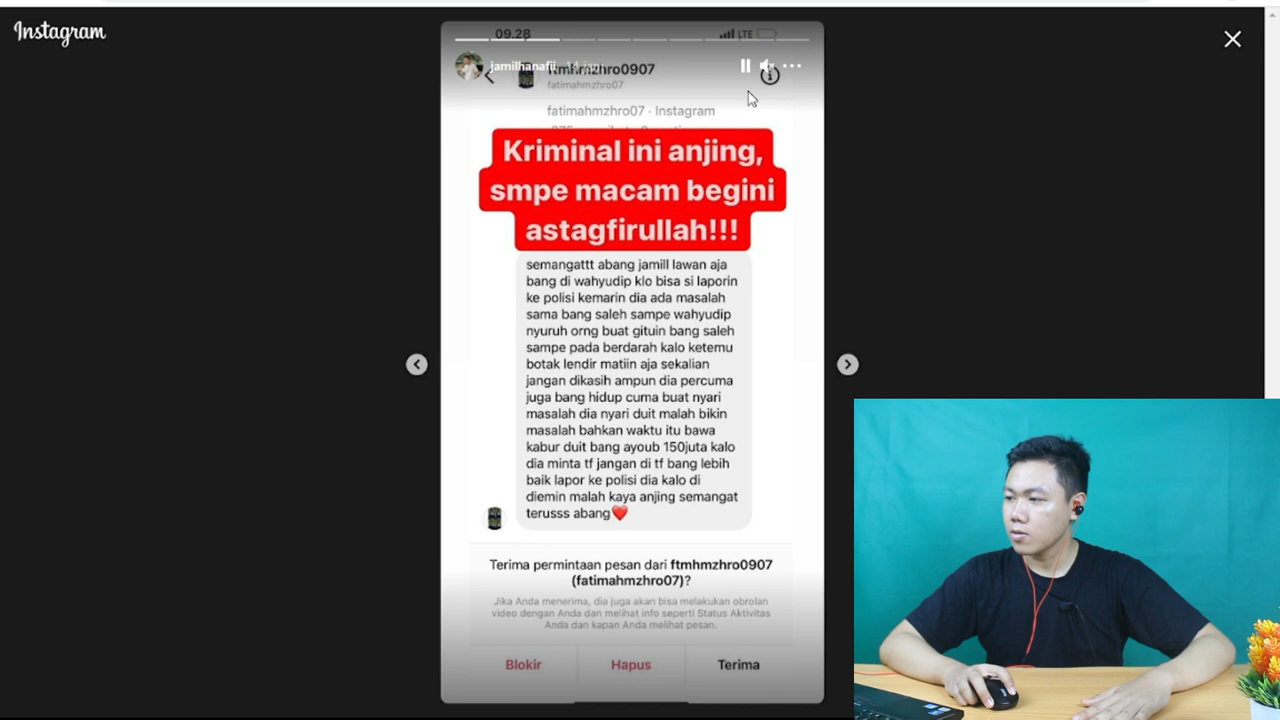 Instagram
09.28
LTE
jamilhanafii 14 jam
ftmhmzhro0907
fatimahmzhro07
fatimahmzhro07 · Instagram
Kriminal ini anjing,
smpe macam begini
astagfirullah!!!
semangattt abang jamill lawan aja
bang di wahyudip klo bisa si laporin
ke polisi kemarin dia ada masalah
sama bang saleh sampe wahyudip
nyuruh orng buat gituin bang saleh
sampe pada berdarah kalo ketemu
botak lendir matiin aja sekalian
jangan dikasih ampun dia percuma
juga bang hidup cuma buat nyari
masalah dia nyari duit malah bikin
masalah bahkan waktu itu bawa
kabur duit bang ayoub 150juta kalo
dia minta tf jangan di tf bang lebih
baik lapor ke polisi dia kalo di
diemin malah kaya anjing semangat
terusss abang❤️
Terima permintaan pesan dari ftmhmzhro0907
(fatimahmzhro07)?
Jika Anda menerima, dia juga akan bisa melakukan obrolan
video dengan Anda dan melihat info seperti Status Aktivitas
Anda dan kapan Anda melihat pesan.
Blokir
Hapus
Terima